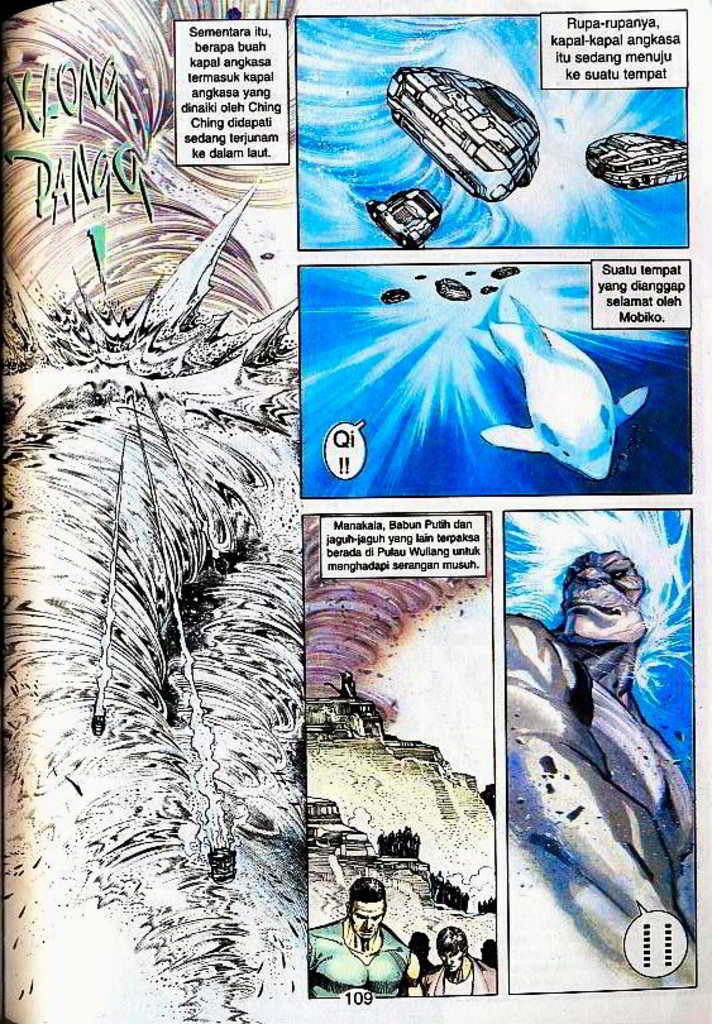 KLONG
DANGG
!
Sementara itu,
berapa buah
kapal angkasa
termasuk kapal
angkasa yang
dinaiki oleh Ching
Ching didapati
sedang terjunam
ke dalam laut.
Rupa-rupanya,
kapal-kapal angkasa
itu sedang menuju
ke suatu tempat
Suatu tempat
yang dianggap
selamat oleh
Mobiko.
Qi
!!
Manakala, Babun Putih dan
jaguh-jaguh yang lain terpaksa
berada di Pulau Wuliang untuk
menghadapi serangan musuh.
109